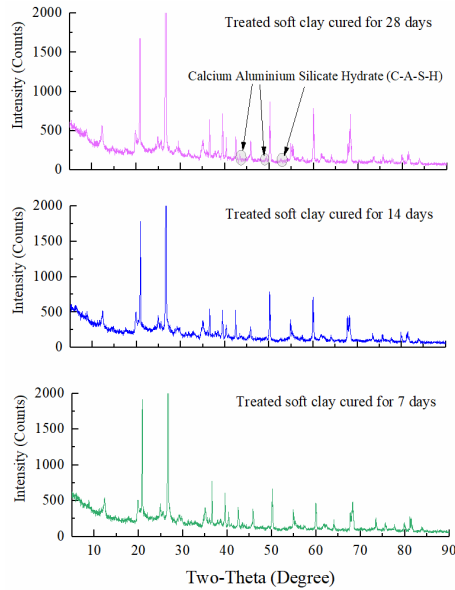 2000
Treated soft clay cured for 28 days
1500
Calcium Aluminium Silicate Hydrate (C-A-S-H)
1000
500
0
Intensity (Counts)
2000
Treated soft clay cured for 14 days
1500
1000
500
0
Intensity (Counts)
2000
Treated soft clay cured for 7 days
1500
1000
500
0
Intensity (Counts)
10 20 30 40 50 60 70 80 90
Two-Theta (Degree)